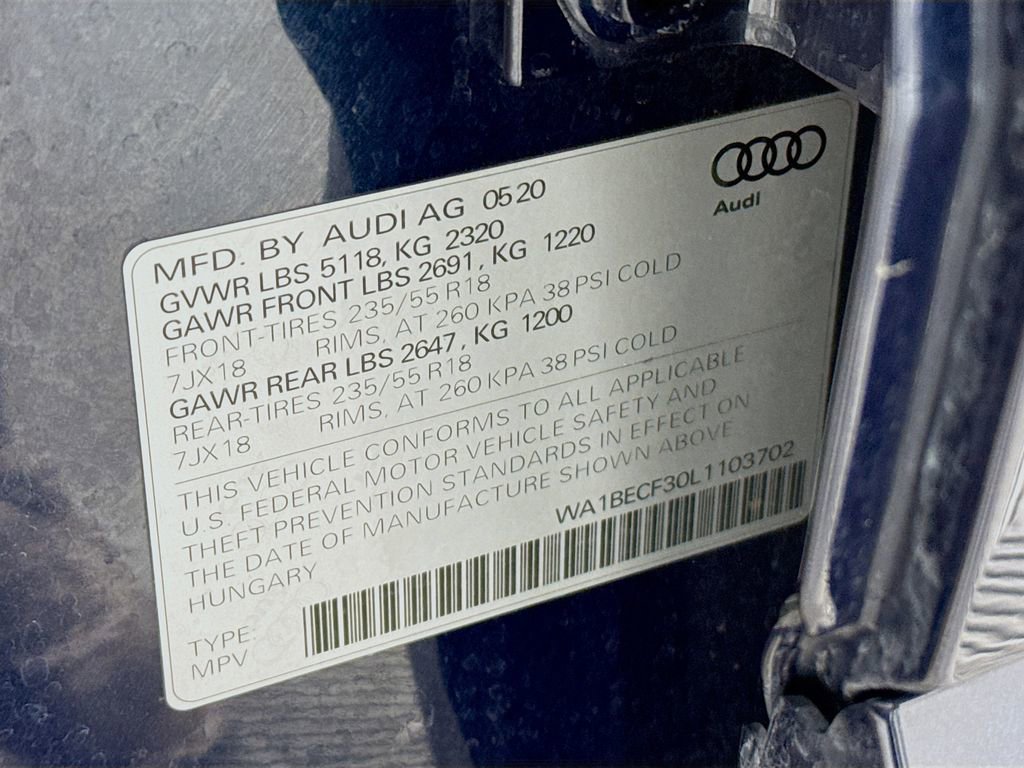 Audi
MFD. BY AUDI AG 05 20
GVWR LBS 5118, KG 2320
GAWR FRONT LBS 2691, KG 1220
FRONT-TIRES 235/55 R18
7JX18 RIMS, AT 260 KPA 38 PSI COLD
GAWR REAR LBS 2647, KG 1200
REAR-TIRES 235/55 R18
7JX18 RIMS, AT 260 KPA 38 PSI COLD
THIS VEHICLE CONFORMS TO ALL APPLICABLE
U.S. FEDERAL MOTOR VEHICLE SAFETY AND
THEFT PREVENTION STANDARDS IN EFFECT ON
THE DATE OF MANUFACTURE SHOWN ABOVE
HUNGARY
WA1BECF30L1103702
TYPE:
MPV